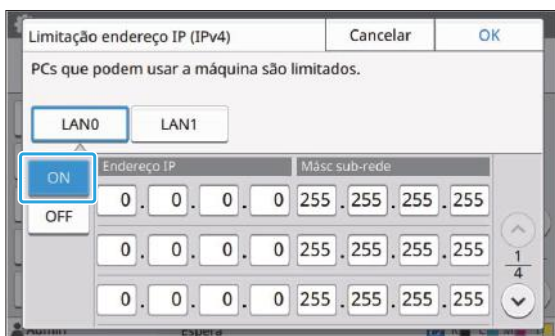 Limitação endereço IP (IPv4) Cancelar OK
PCs que podem usar a máquina são limitados.
LAN0 LAN1
ON Endereço IP Másc sub-rede
0 . 0 . 0 . 0 255 . 255 . 255 . 255
OFF
0 . 0 . 0 . 0 255 . 255 . 255 . 255
1
4
0 . 0 . 0 . 0 255 . 255 . 255 . 255
Admin Espera